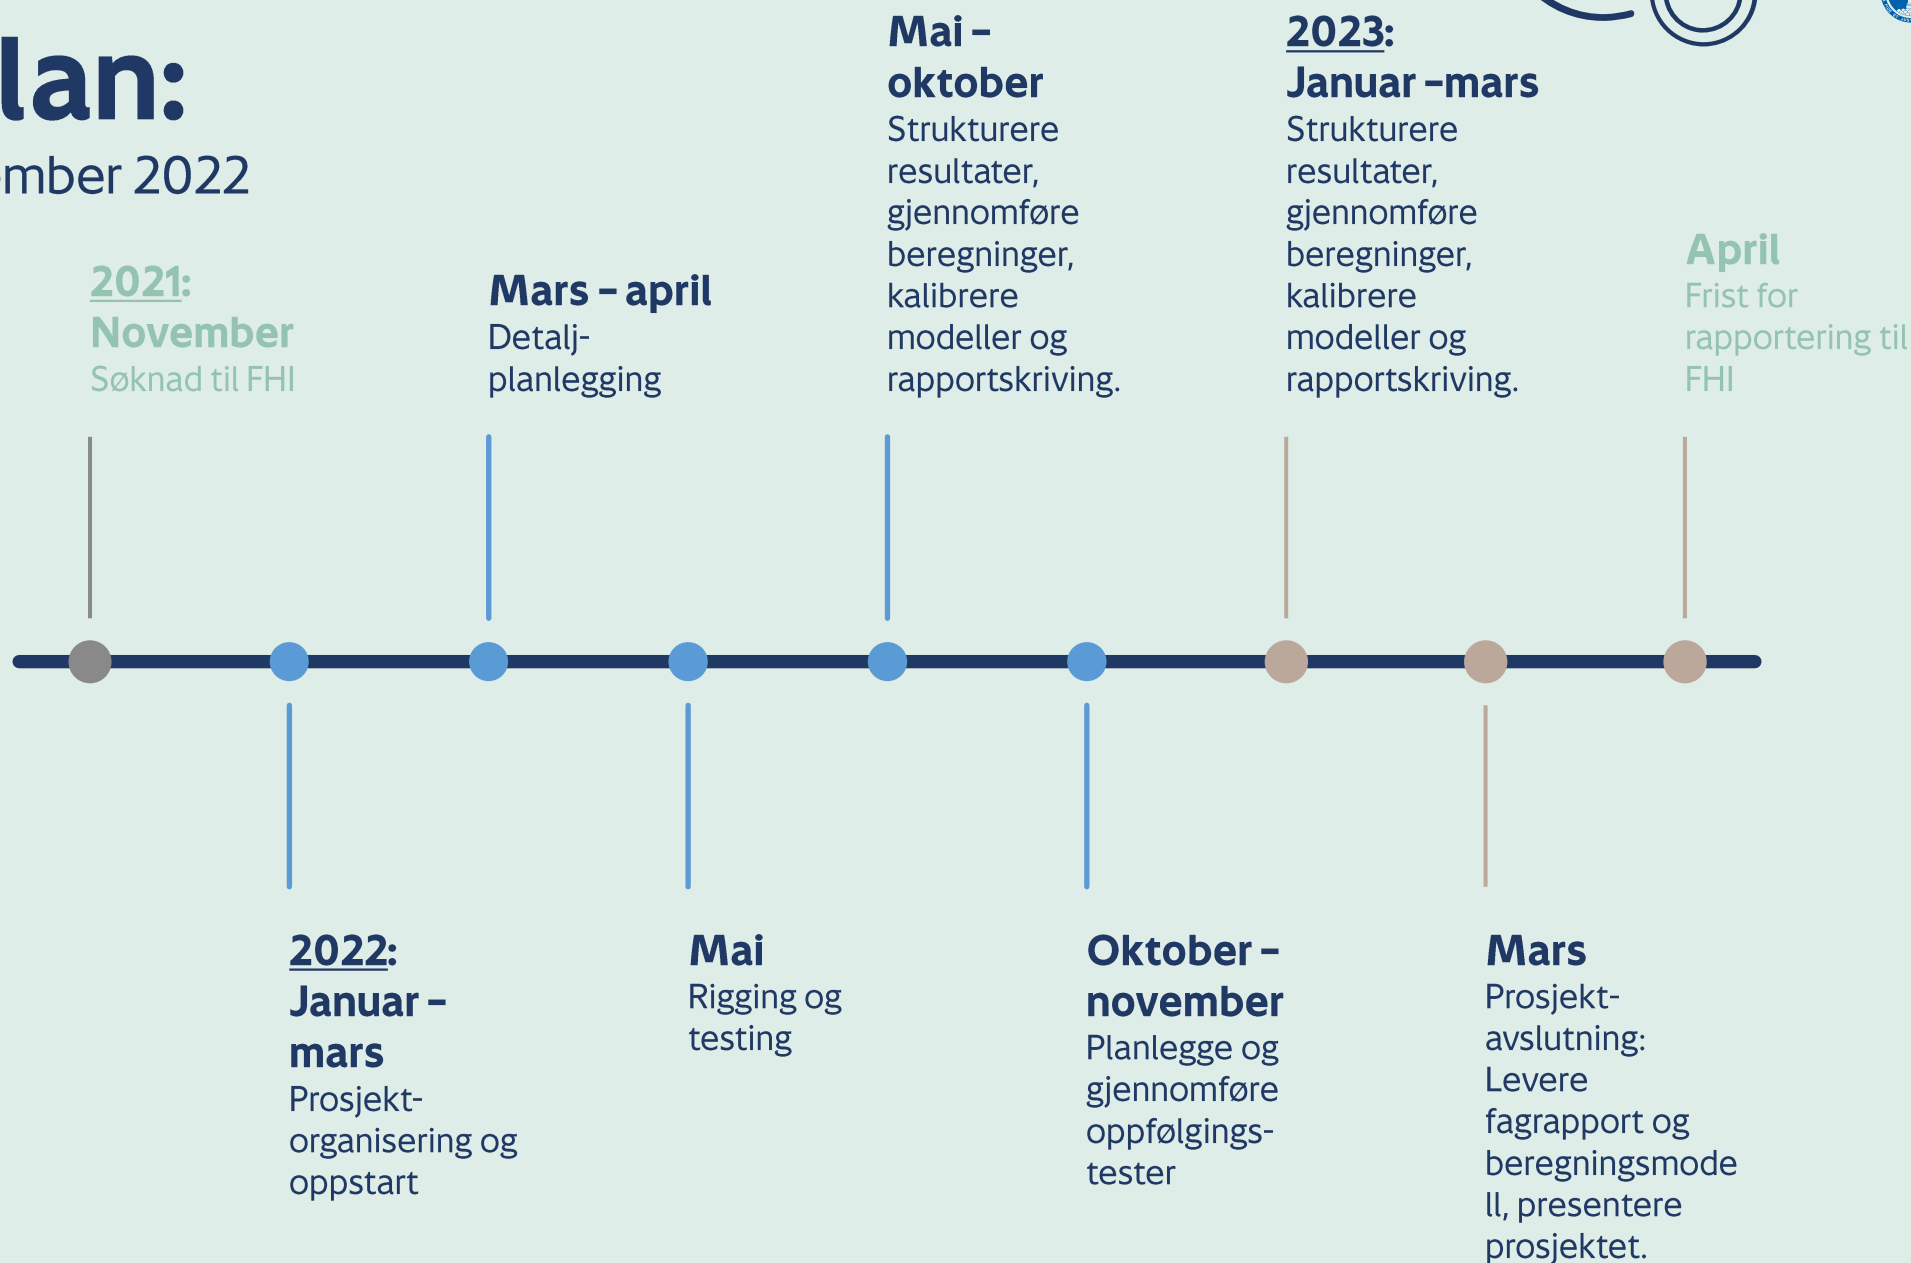 lan:
mber 2022
2021:
November
Søknad til FHI
2022:
Januar –
mars
Prosjekt-
organisering og
oppstart
Mars – april
Detalj-
planlegging
Mai
Rigging og
testing
Mai –
oktober
Strukturere
resultater,
gjennomføre
beregninger,
kalibrere
modeller og
rapportskriving.
Oktober –
november
Planlegge og
gjennomføre
oppfølgings-
tester
2023:
Januar –mars
Strukturere
resultater,
gjennomføre
beregninger,
kalibrere
modeller og
rapportskriving.
Mars
Prosjekt-
avslutning:
Levere
fagrapport og
beregningsmode
ll, presentere
prosjektet.
April
Frist for
rapportering til
FHI